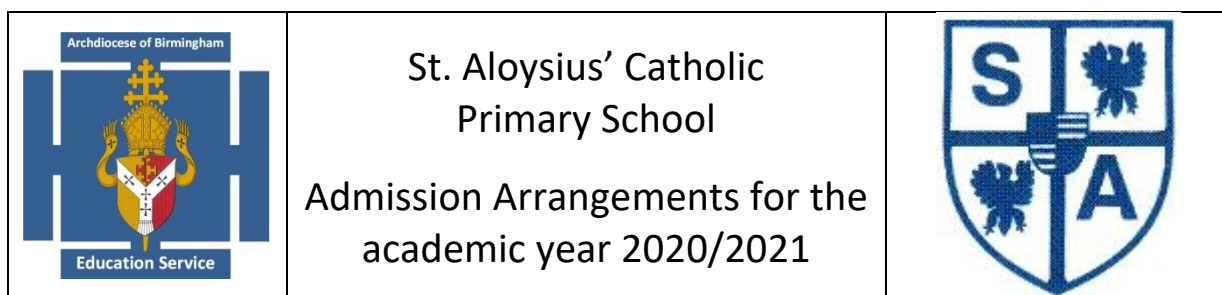 Archdiocese of Birmingham
Education Service
St. Aloysius’ Catholic
Primary School
Admission Arrangements for the
academic year 2020/2021
S
A